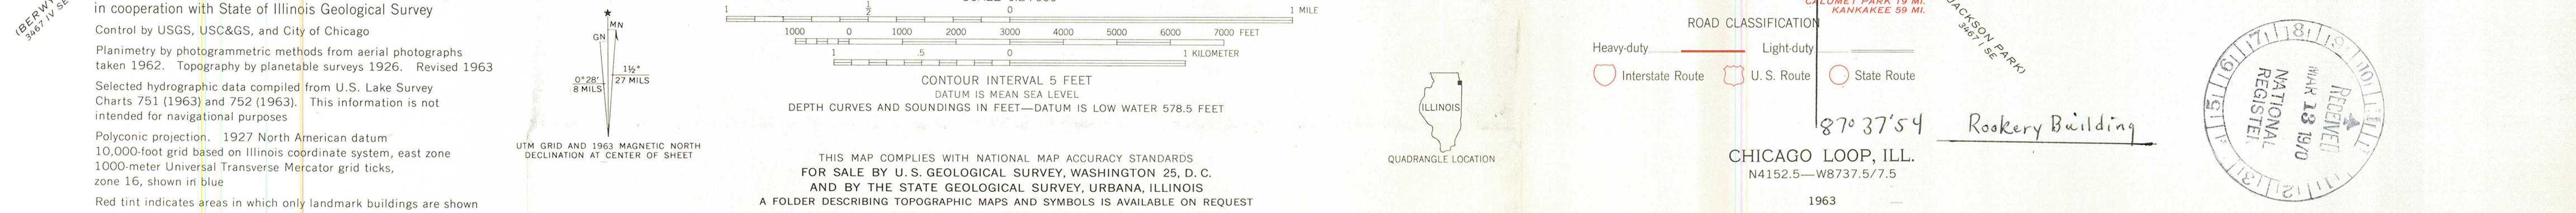 (BERWY
3467 IV SE
in cooperation with State of Illinois Geological Survey
Control by USGS, USC&GS, and City of Chicago
Planimetry by photogrammetric methods from aerial photographs
taken 1962. Topography by planetable surveys 1926. Revised 1963
Selected hydrographic data compiled from U.S. Lake Survey
Charts 751 (1963) and 752 (1963). This information is not
intended for navigational purposes
Polyconic projection. 1927 North American datum
10,000-foot grid based on Illinois coordinate system, east zone
1000-meter Universal Transverse Mercator grid ticks,
zone 16, shown in blue
Red tint indicates areas in which only landmark buildings are shown
★
MN
GN
1½°
27 MILS
0°28'
8 MILS
UTM GRID AND 1963 MAGNETIC NORTH
DECLINATION AT CENTER OF SHEET
1 ½ 0 1 MILE
1000 0 1000 2000 3000 4000 5000 6000 7000 FEET
1 .5 0 1 KILOMETER
CONTOUR INTERVAL 5 FEET
DATUM IS MEAN SEA LEVEL
DEPTH CURVES AND SOUNDINGS IN FEET—DATUM IS LOW WATER 578.5 FEET
THIS MAP COMPLIES WITH NATIONAL MAP ACCURACY STANDARDS
FOR SALE BY U.S. GEOLOGICAL SURVEY, WASHINGTON 25, D. C.
AND BY THE STATE GEOLOGICAL SURVEY, URBANA, ILLINOIS
A FOLDER DESCRIBING TOPOGRAPHIC MAPS AND SYMBOLS IS AVAILABLE ON REQUEST
ILLINOIS
QUADRANGLE LOCATION
CALUMET PARK 19 MI.
KANKAKEE 59 MI.
ROAD CLASSIFICATION
Heavy-duty Light-duty
Interstate Route U. S. Route State Route
JACKSON PARK)
3467 I SE
87° 37' 54 Rookery Building
CHICAGO LOOP, ILL.
N4152.5—W8737.5/7.5
1963
RECEIVED
MAR 13 1970
NATIONAL
REGISTER